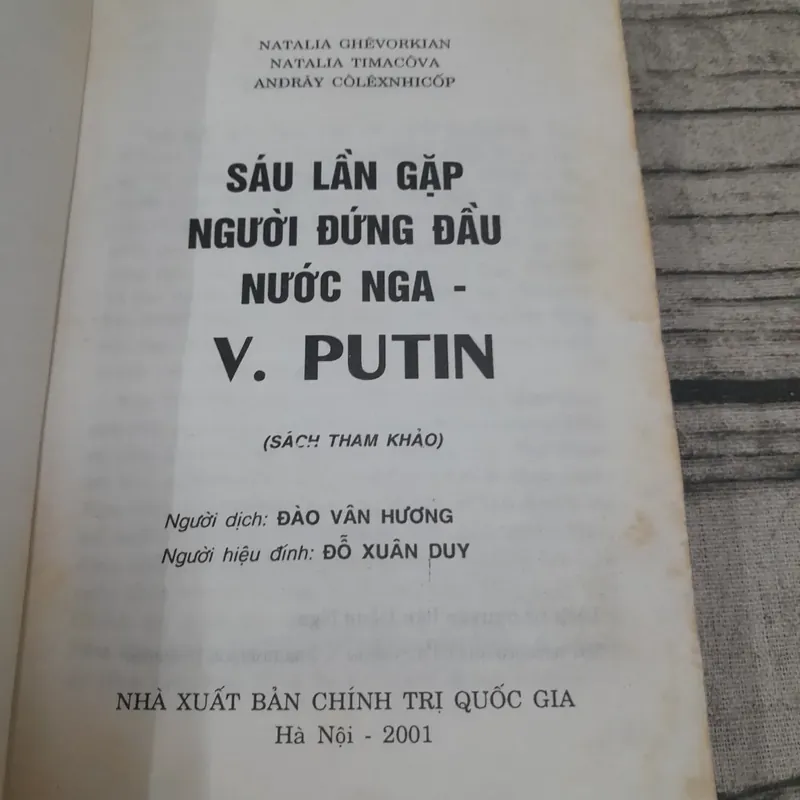 NATALIA GHÊVORKIAN
NATALIA TIMACÔVA
ANĐRÂY CÔLÊXNHICỐP
SÁU LẦN GẶP
NGƯỜI ĐỨNG ĐẦU
NƯỚC NGA -
V. PUTIN
(SÁCH THAM KHẢO)
Người dịch: ĐÀO VÂN HƯƠNG
Người hiệu đính: ĐỖ XUÂN DUY
NHÀ XUẤT BẢN CHÍNH TRỊ QUỐC GIA
Hà Nội - 2001